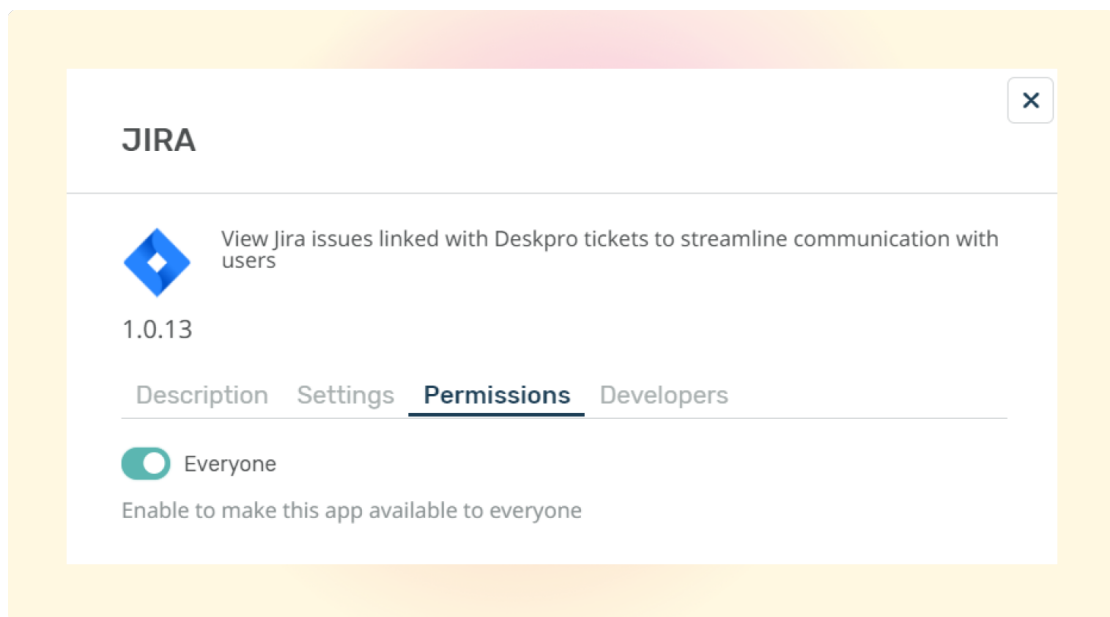 JIRA
View Jira issues linked with Deskpro tickets to streamline communication with
users
1.0.13
Description Settings Permissions Developers
Everyone
Enable to make this app available to everyone